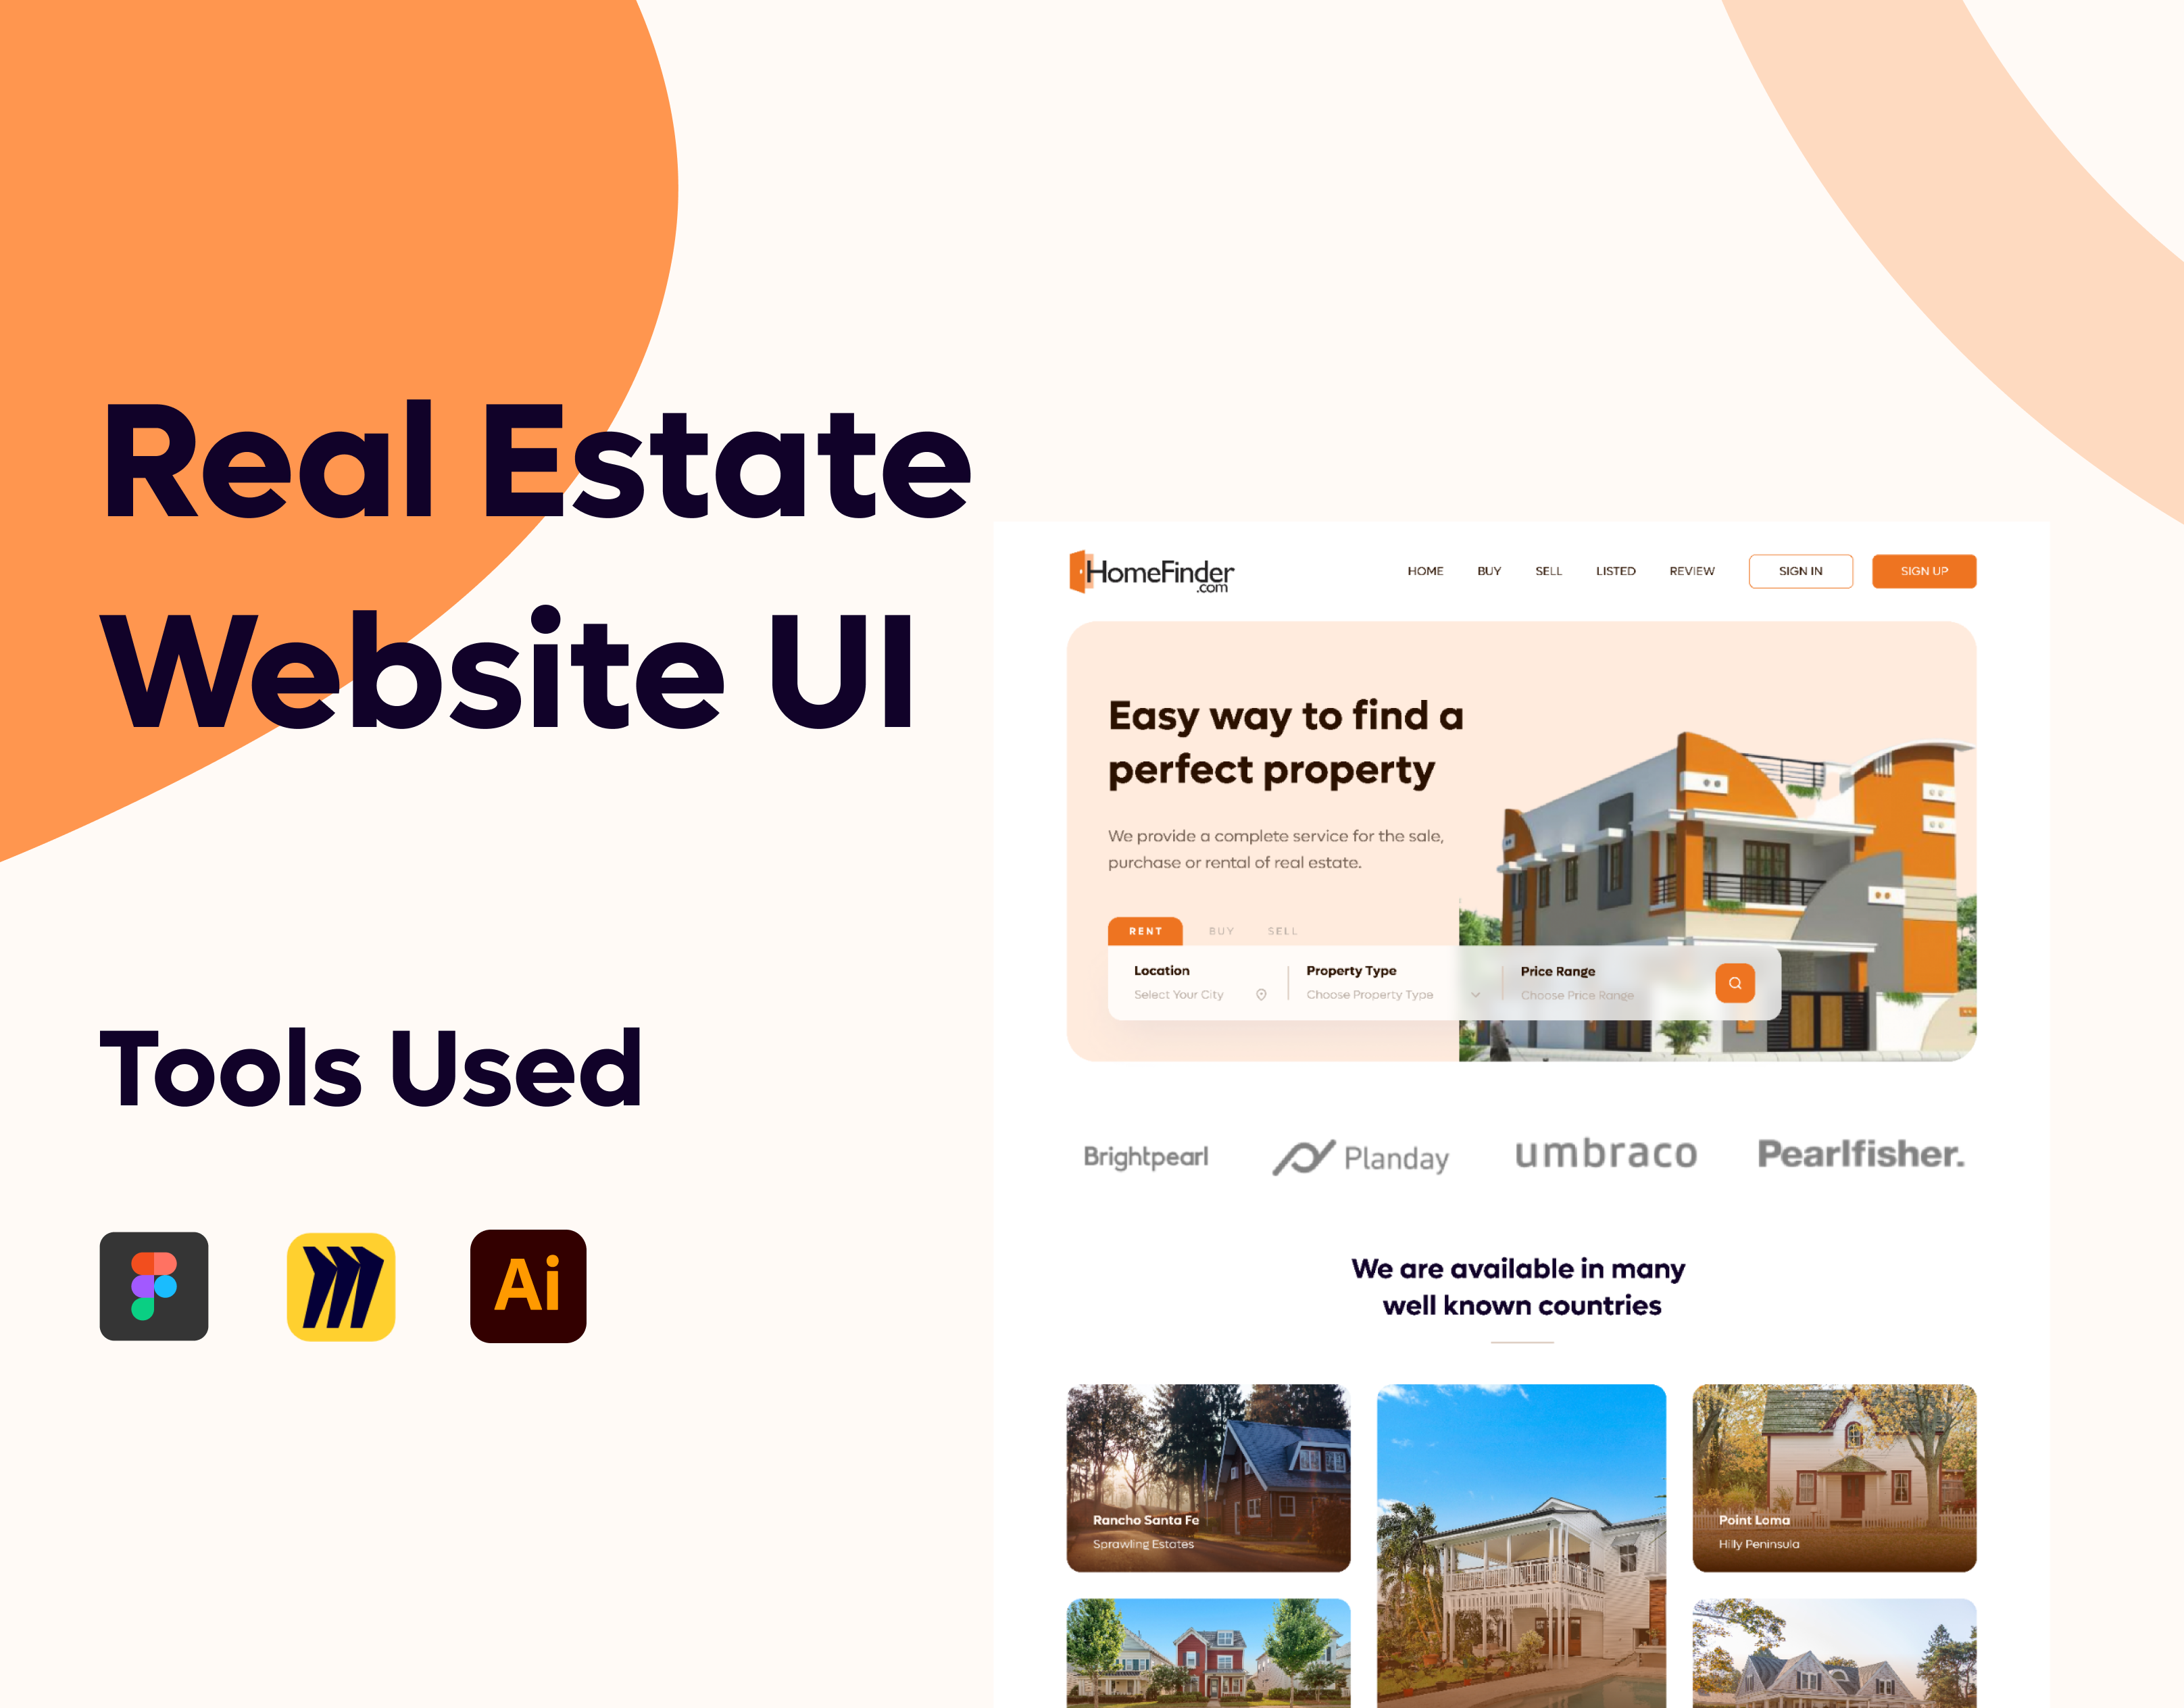 Real Estate
Website UI
Tools Used
Ai
HomeFinder
.com
HOME BUY SELL LISTED REVIEW SIGN IN SIGN UP
Easy way to find a
perfect property
We provide a complete service for the sale,
purchase or rental of real estate.
RENT BUY SELL
Location Property Type Price Range
Select Your City Choose Property Type Choose Price Range
Brightpearl Planday umbraco Pearlfisher.
We are available in many
well known countries
Rancho Santa Fe
Sprawling Estates
Point Loma
Hilly Peninsula